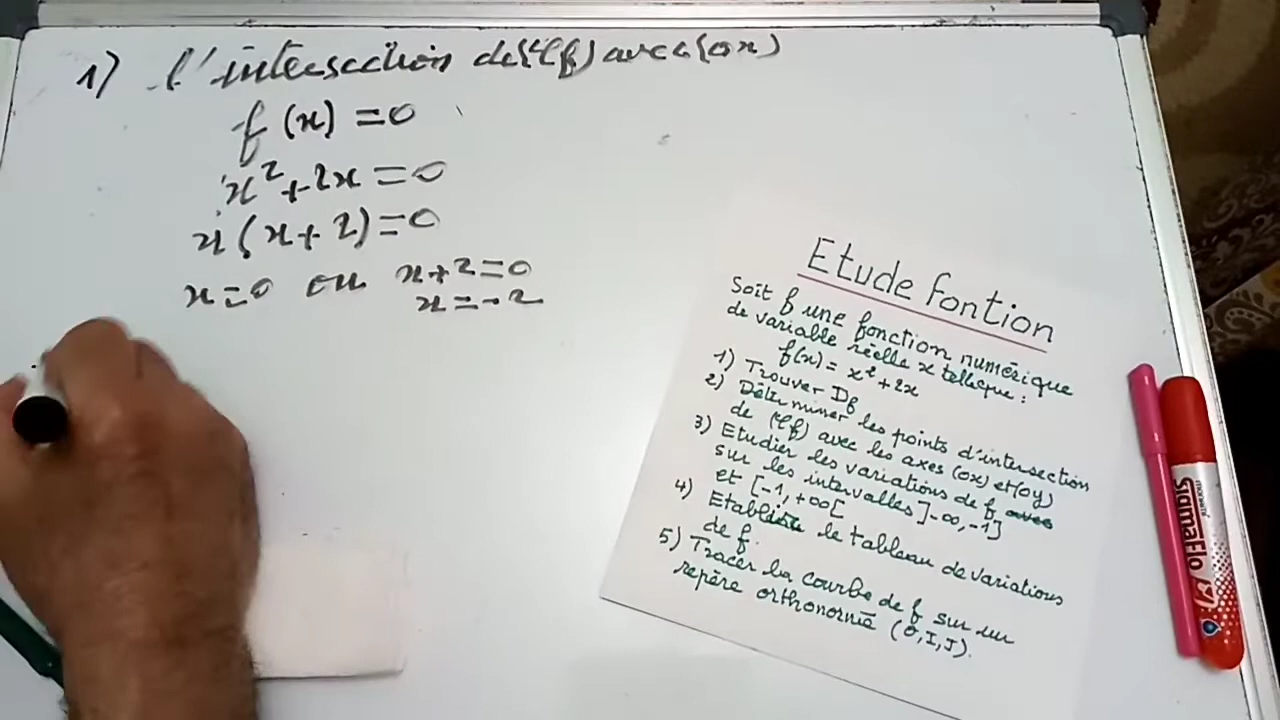 1) l'intersection de (Cf) avec (ox)
f(x) = 0
x² + 2x = 0
x(x + 2) = 0
x = 0 ou x + 2 = 0
x = -2
Etude fontion
Soit f une fonction numérique
de variable réelle x telleque :
f(x) = x² + 2x
1) Trouver Df
2) Déterminer les points d'intersection
de (Cf) avec les axes (ox) et (oy)
3) Etudier les variations de f
sur les intervalles ]-∞, -1]
et [-1, +∞[
4) Etablire le tableau de variations
de f.
5) Tracer la courbe de f sur un
repère orthonormé (O, I, J).
SigmaFlo